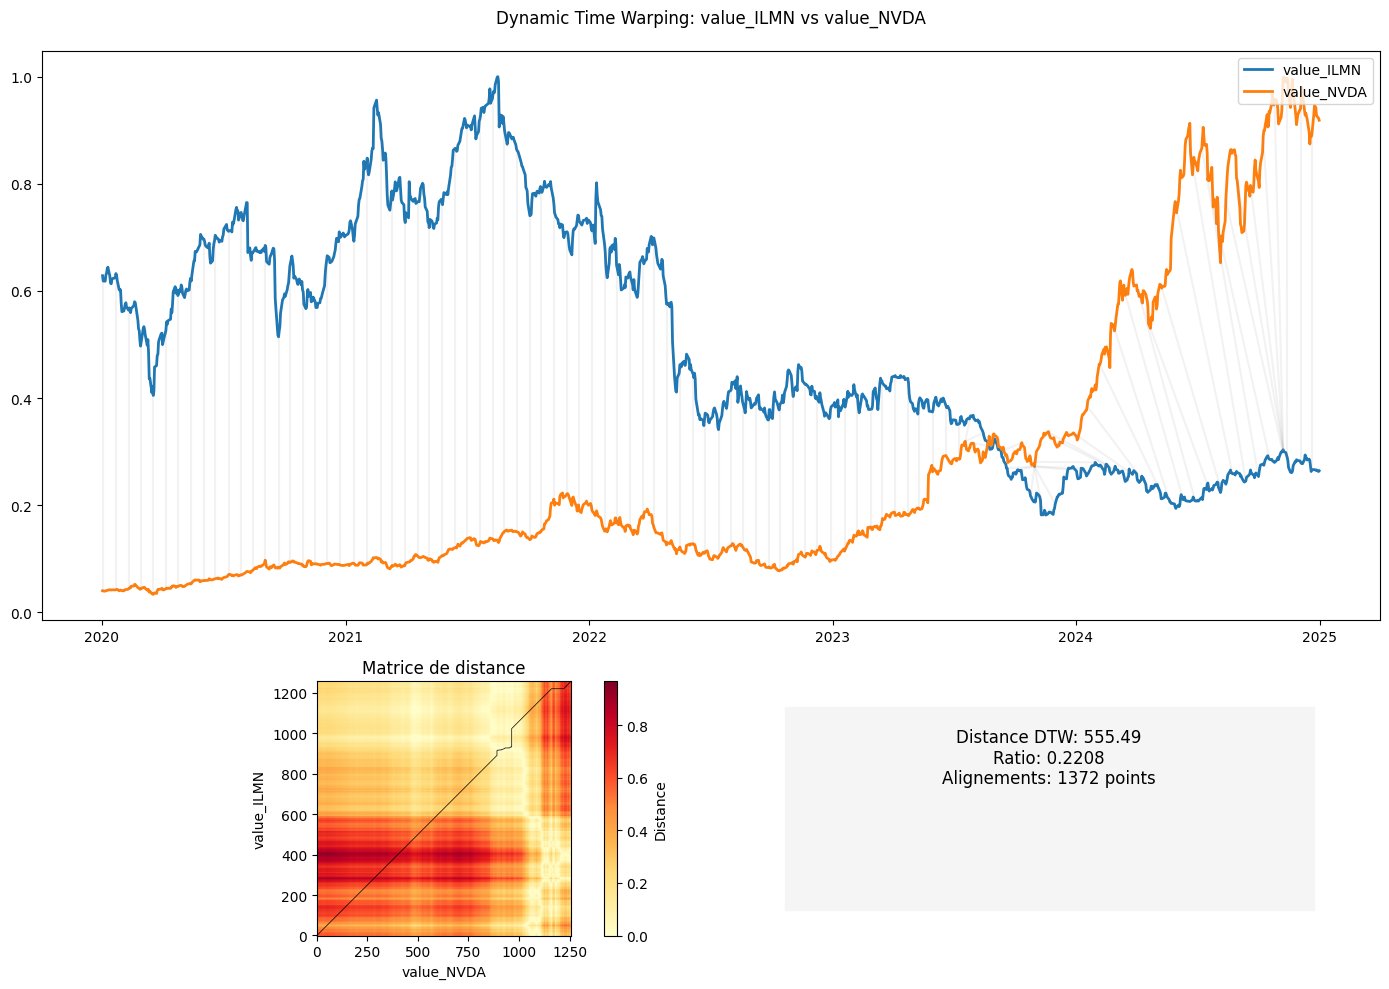 Dynamic Time Warping: value_ILMN vs value_NVDA
value_ILMN
value_NVDA
1.0
0.8
0.6
0.4
0.2
0.0
2020 2021 2022 2023 2024 2025
Matrice de distance
value_ILMN
1200
1000
800
600
400
200
0
0 250 500 750 1000 1250
value_NVDA
0.8
0.6
0.4
0.2
0.0
Distance
Distance DTW: 555.49
Ratio: 0.2208
Alignements: 1372 points